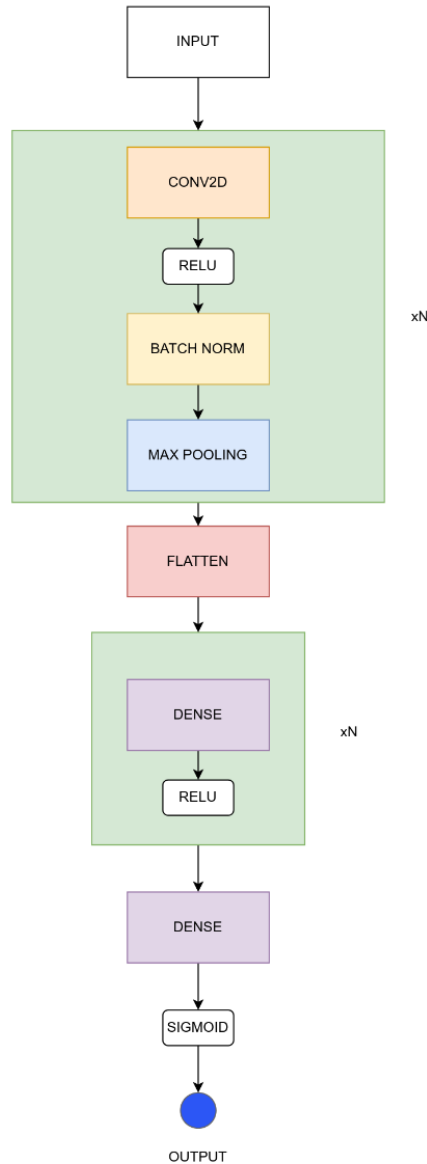 INPUT
CONV2D
RELU
xN
BATCH NORM
MAX POOLING
FLATTEN
DENSE
xN
RELU
DENSE
SIGMOID
OUTPUT